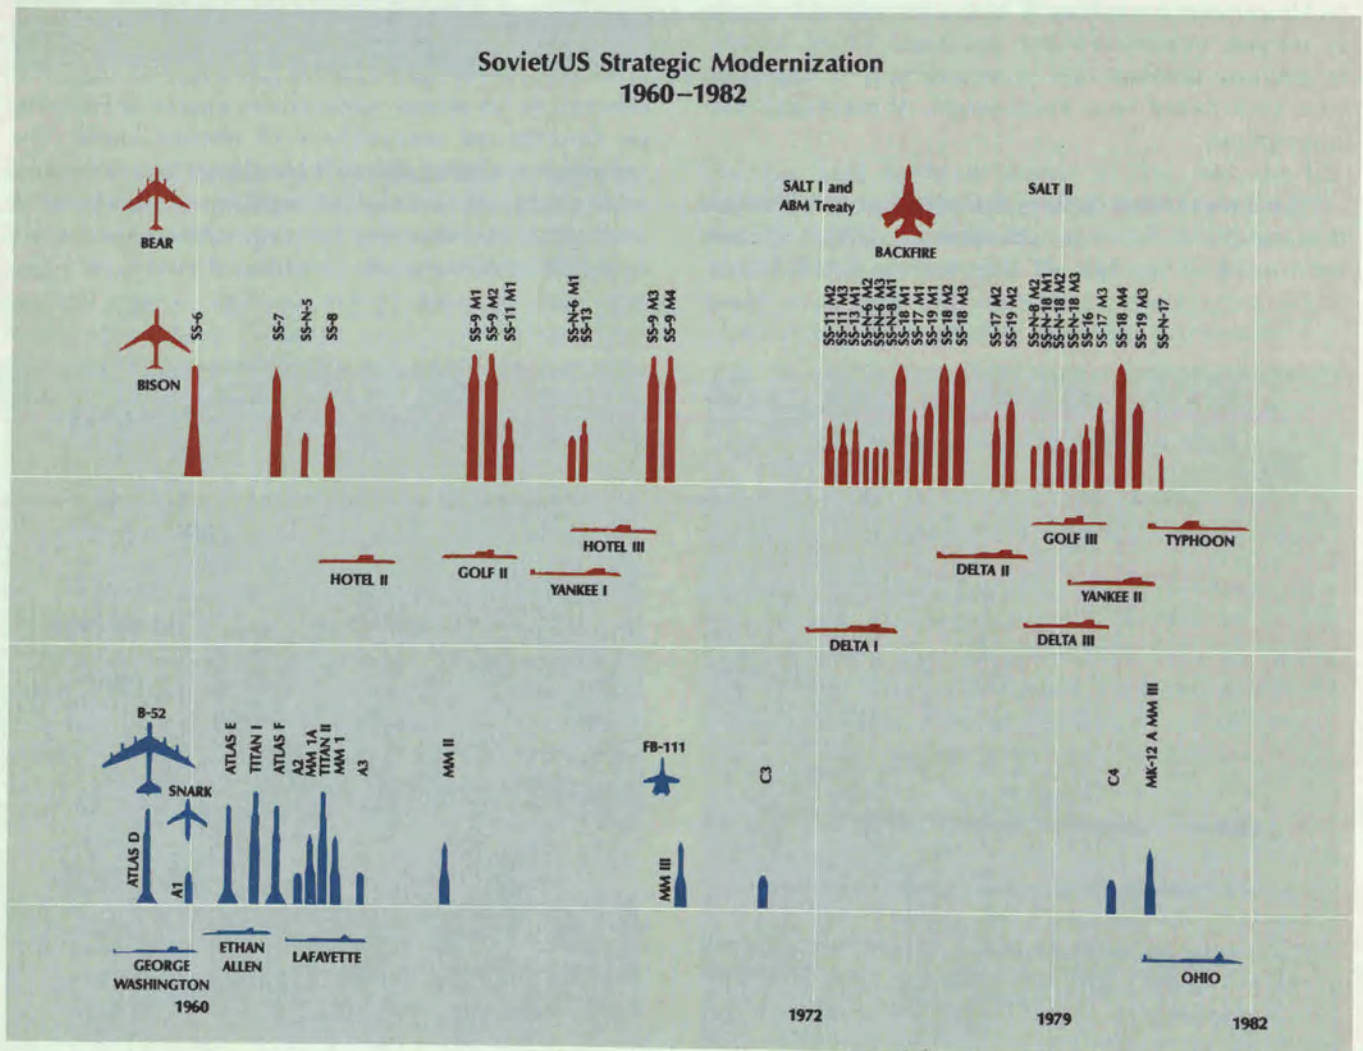 Soviet/US Strategic Modernization
1960–1982
BEAR
BISON
SS-6
SS-7
SS-N-5
SS-8
SS-9 M1
SS-9 M2
SS-11 M1
SS-N-6 M1
SS-13
SS-9 M3
SS-9 M4
SALT I and
ABM Treaty
BACKFIRE
SALT II
SS-11 M2
SS-11 M3
SS-13 M1
SS-N-6 M2
SS-N-6 M3
SS-N-8 M1
SS-18 M1
SS-17 M1
SS-19 M1
SS-18 M2
SS-18 M3
SS-17 M2
SS-19 M2
SS-N-8 M2
SS-N-18 M1
SS-N-18 M2
SS-N-18 M3
SS-16
SS-17 M3
SS-18 M4
SS-19 M3
SS-N-17
HOTEL II
GOLF II
HOTEL III
YANKEE I
DELTA I
DELTA II
GOLF III
YANKEE II
DELTA III
TYPHOON
B-52
SNARK
ATLAS D
A1
ATLAS E
TITAN I
ATLAS F
A2
MM 1A
TITAN II
MM 1
A3
MM II
FB-111
MM III
C3
C4
MK-12 A MM III
GEORGE
WASHINGTON
ETHAN
ALLEN
LAFAYETTE
OHIO
1960
1972
1979
1982